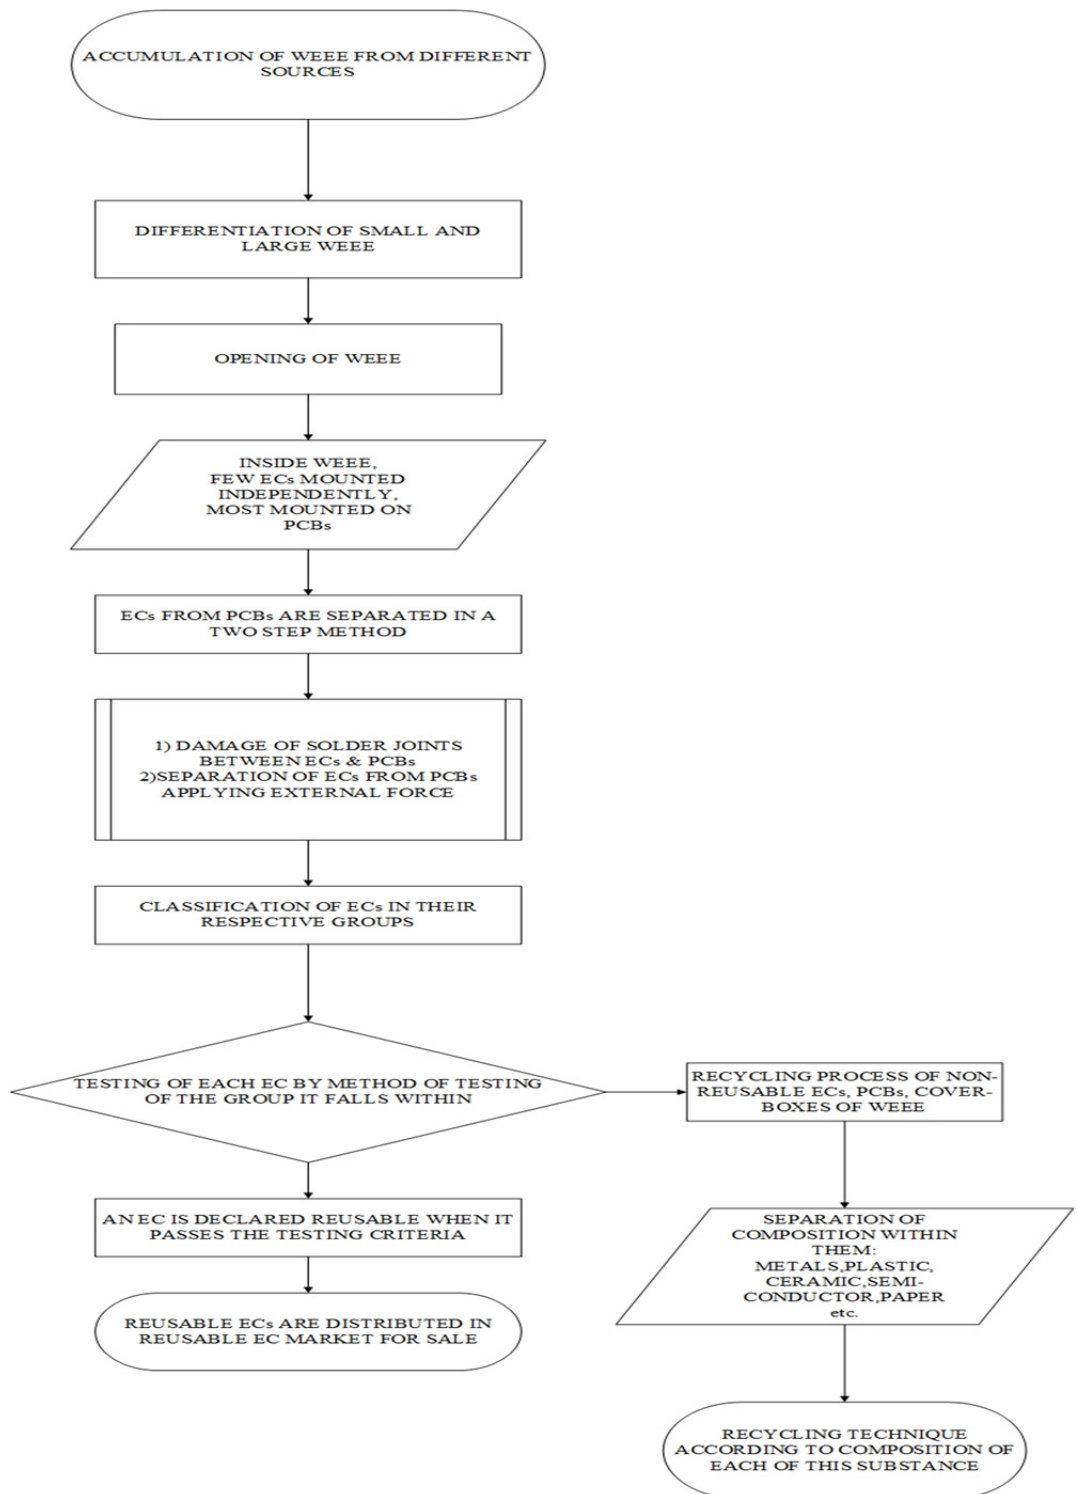 ACCUMULATION OF WEEE FROM DIFFERENT
SOURCES
DIFFERENTIATION OF SMALL AND
LARGE WEEE
OPENING OF WEEE
INSIDE WEEE,
FEW ECs MOUNTED
INDEPENDENTLY,
MOST MOUNTED ON
PCBs
ECs FROM PCBs ARE SEPARATED IN A
TWO STEP METHOD
1) DAMAGE OF SOLDER JOINTS
BETWEEN ECs & PCBs
2)SEPARATION OF ECs FROM PCBs
APPLYING EXTERNAL FORCE
CLASSIFICATION OF ECs IN THEIR
RESPECTIVE GROUPS
TESTING OF EACH EC BY METHOD OF TESTING
OF THE GROUP IT FALLS WITHIN
AN EC IS DECLARED REUSABLE WHEN IT
PASSES THE TESTING CRITERIA
REUSABLE ECs ARE DISTRIBUTED IN
REUSABLE EC MARKET FOR SALE
RECYCLING PROCESS OF NON-
REUSABLE ECs, PCBs, COVER-
BOXES OF WEEE
SEPARATION OF
COMPOSITION WITHIN
THEM:
METALS,PLASTIC,
CERAMIC,SEMI-
CONDUCTOR,PAPER
etc.
RECYCLING TECHNIQUE
ACCORDING TO COMPOSITION OF
EACH OF THIS SUBSTANCE